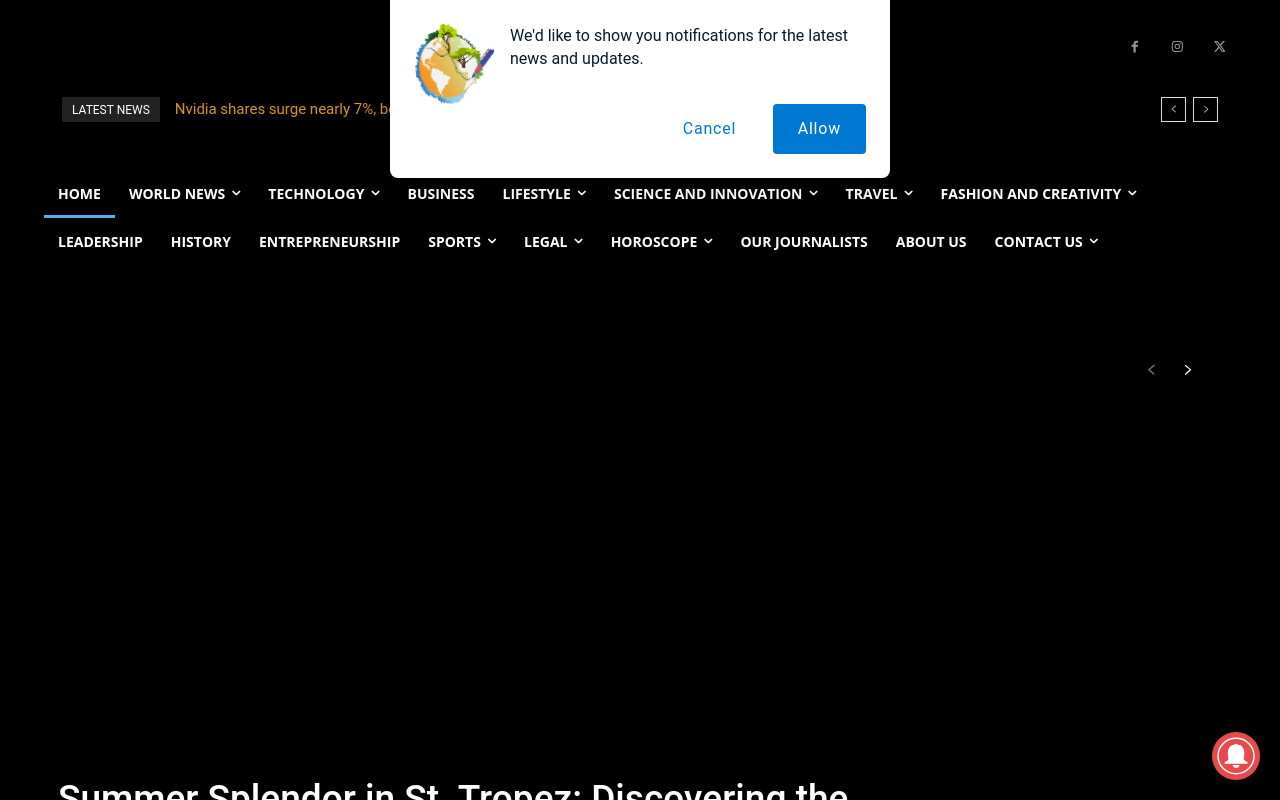 We'd like to show you notifications for the latest
news and updates.
Cancel
Allow
LATEST NEWS
Nvidia shares surge nearly 7%,
HOME
WORLD NEWS
TECHNOLOGY
BUSINESS
LIFESTYLE
SCIENCE AND INNOVATION
TRAVEL
FASHION AND CREATIVITY
LEADERSHIP
HISTORY
ENTREPRENEURSHIP
SPORTS
LEGAL
HOROSCOPE
OUR JOURNALISTS
ABOUT US
CONTACT US
Summer Splendor in St. Tropez: Discovering the